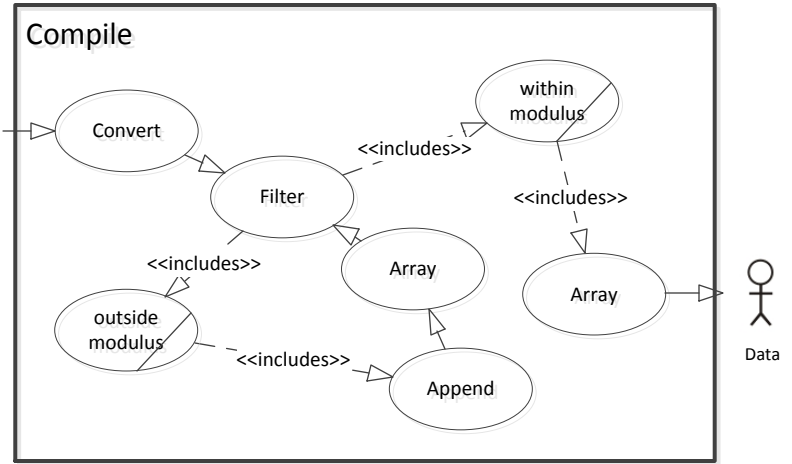 Compile
within
modulus
Convert
<<includes>>
Filter
<<includes>>
<<includes>>
Array
Array
outside
modulus
<<includes>>
Append
Data